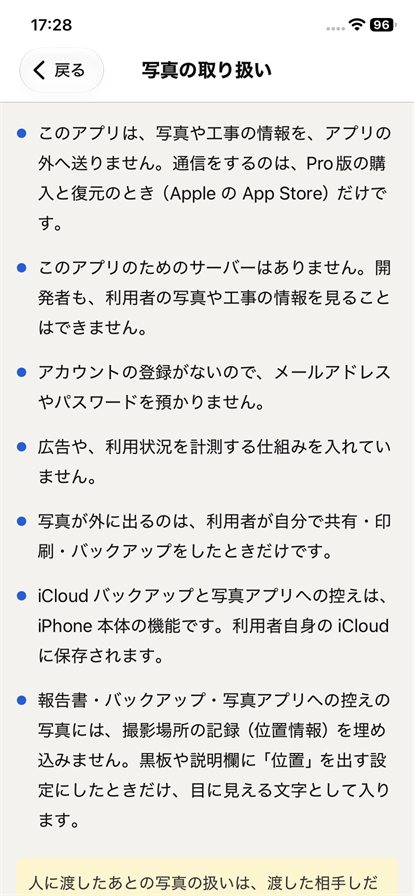 17:28
96
戻る
写真の取り扱い
このアプリは、写真や工事の情報を、アプリの
外へ送りません。通信をするのは、Pro版の購
入と復元のとき（Apple の App Store）だけで
す。
このアプリのためのサーバーはありません。開
発者も、利用者の写真や工事の情報を見ること
はできません。
アカウントの登録がないので、メールアドレス
やパスワードを預かりません。
広告や、利用状況を計測する仕組みを入れてい
ません。
写真が外に出るのは、利用者が自分で共有・印
刷・バックアップをしたときだけです。
iCloud バックアップと写真アプリへの控えは、
iPhone 本体の機能です。利用者自身の iCloud
に保存されます。
報告書・バックアップ・写真アプリへの控えの
写真には、撮影場所の記録（位置情報）を埋め
込みません。黒板や説明欄に「位置」を出す設
定にしたときだけ、目に見える文字として入り
ます。
人に渡したあとの写真の扱いは、渡した相手しだ